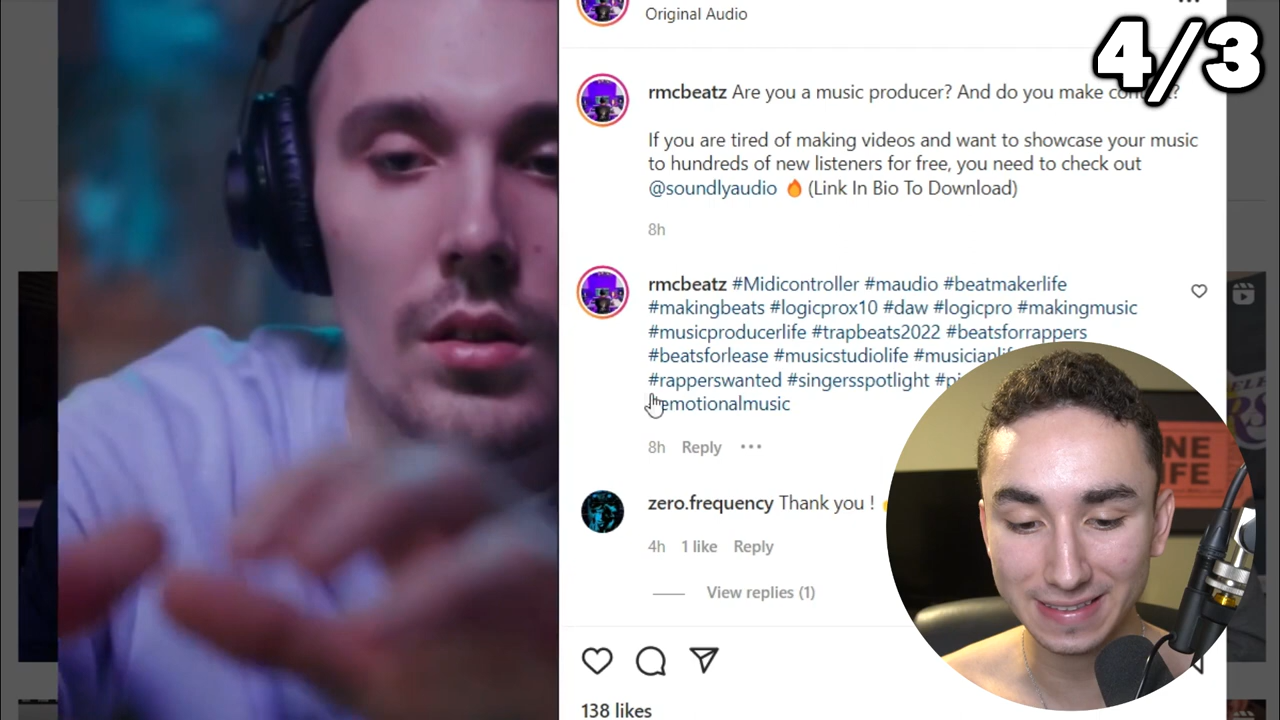 Original Audio
4/3
rmcbeatz Are you a music producer? And do you make
If you are tired of making videos and want to showcase your music
to hundreds of new listeners for free, you need to check out
@soundlyaudio 🔥 (Link In Bio To Download)
8h
rmcbeatz #Midicontroller #maudio #beatmakerlife
#makingbeats #logicprox10 #daw #logicpro #makingmusic
#musicproducerlife #trapbeats2022 #beatsforrappers
#beatsforlease #musicstudiolife
#rapperswanted #singersspotlight
#emotionalmusic
8h Reply •••
zero.frequency Thank you !
4h 1 like Reply
View replies (1)
138 likes